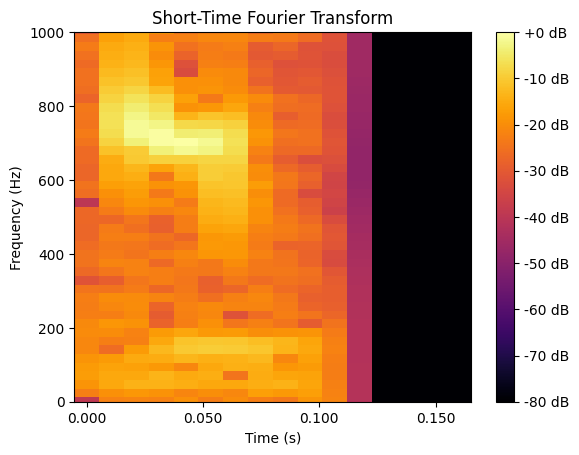 Short-Time Fourier Transform
1000
800
600
400
200
0
Frequency (Hz)
0.000
0.050
0.100
0.150
Time (s)
+0 dB
-10 dB
-20 dB
-30 dB
-40 dB
-50 dB
-60 dB
-70 dB
-80 dB